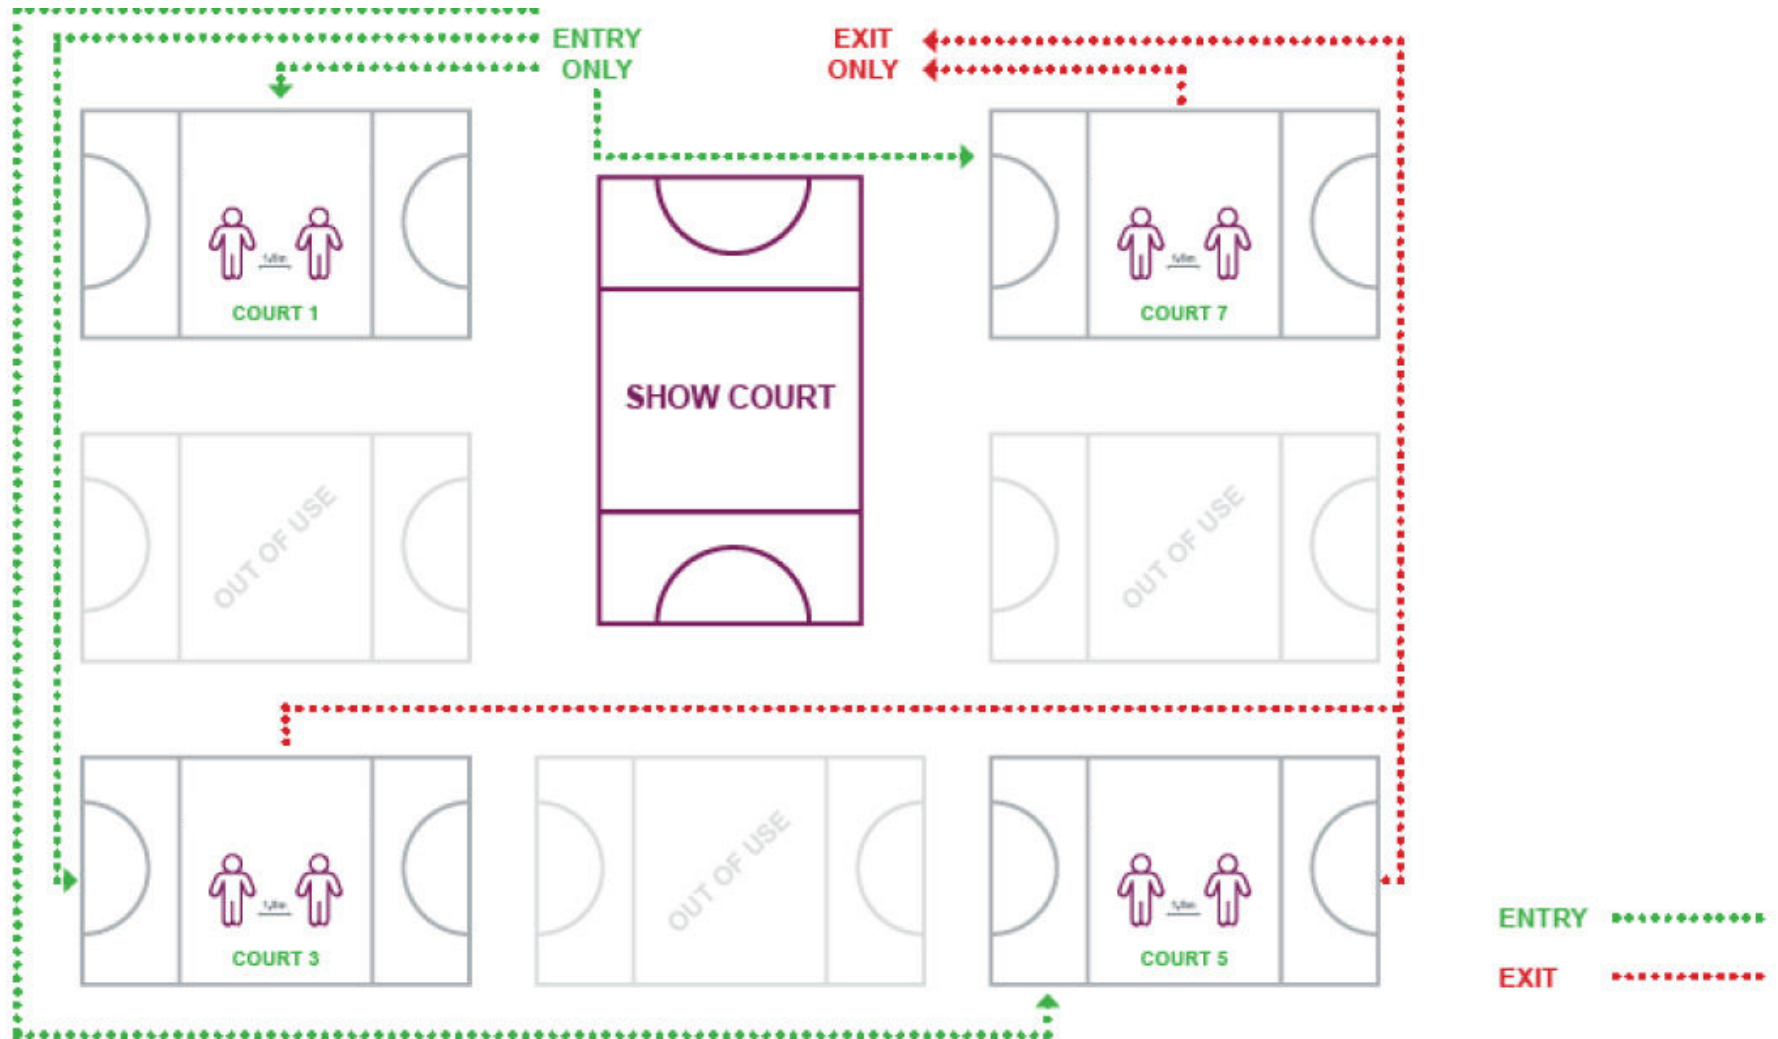 ENTRY
ONLY
EXIT
ONLY
COURT 1
COURT 7
SHOW COURT
OUT OF USE
OUT OF USE
COURT 3
OUT OF USE
COURT 5
ENTRY
EXIT